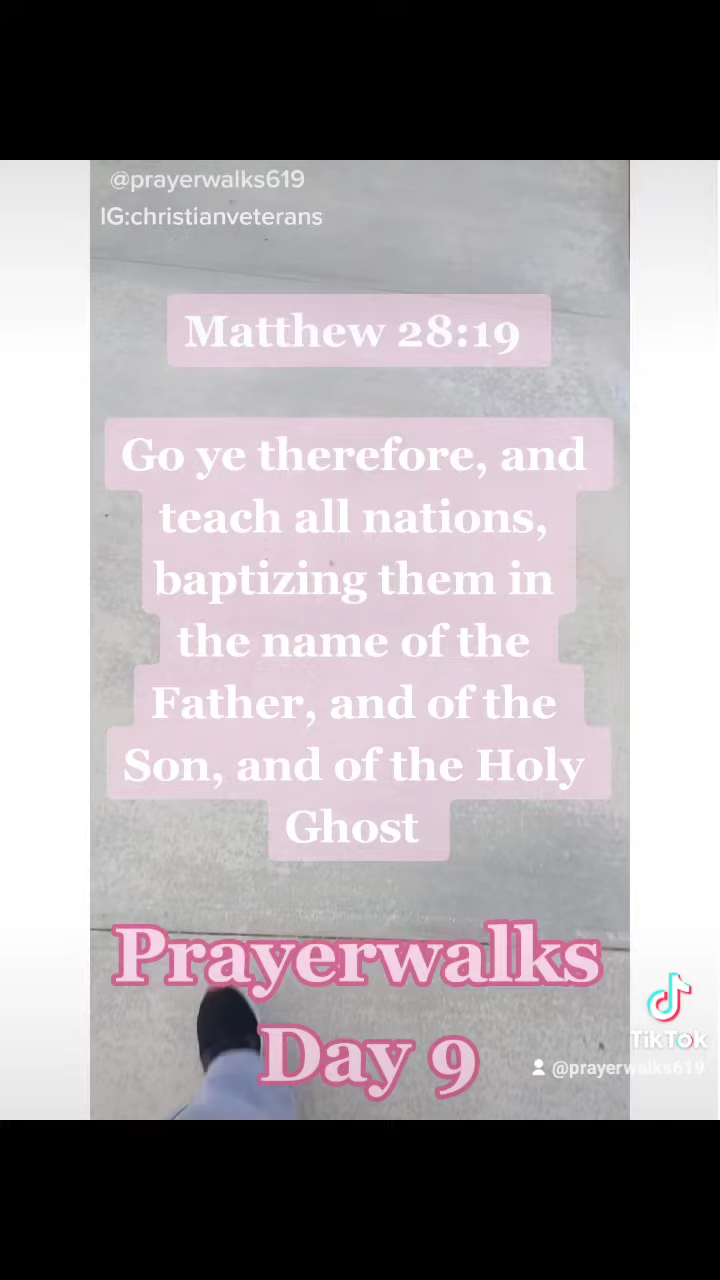 @prayerwalks619
IG:christianveterans
Matthew 28:19
Go ye therefore, and
teach all nations,
baptizing them in
the name of the
Father, and of the
Son, and of the Holy
Ghost
Prayerwalks
Day 9
TikTok
@prayerwalks619